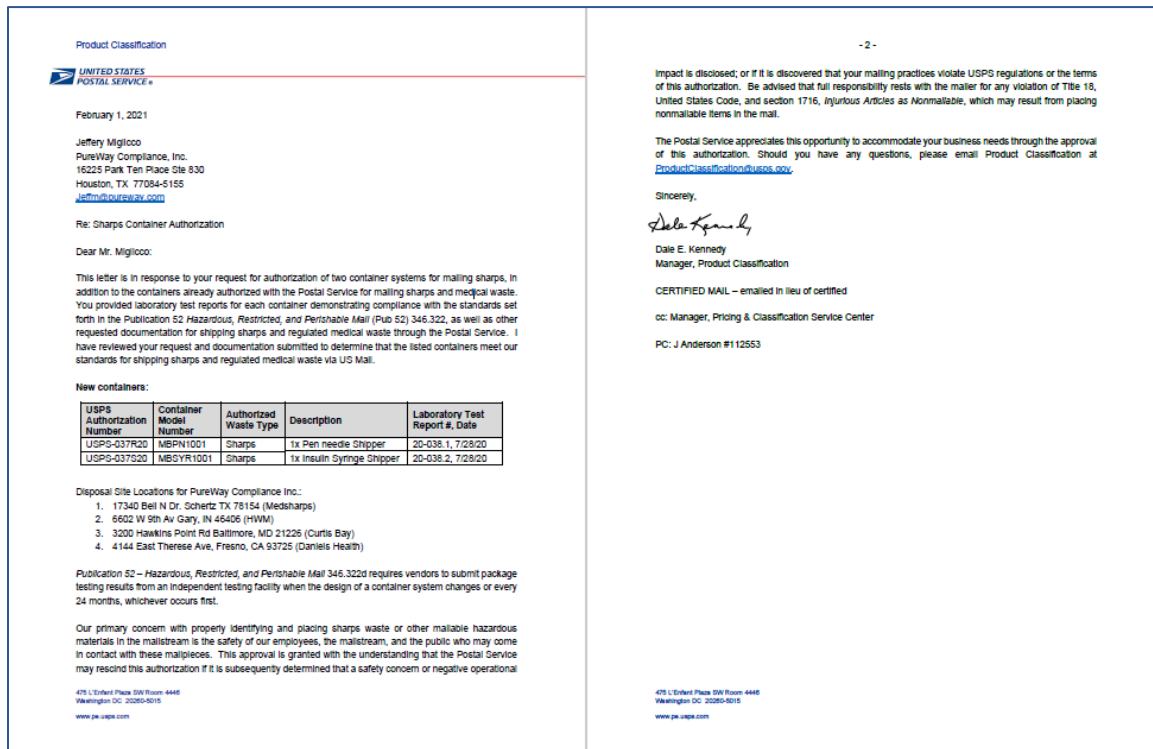 Product Classification
UNITED STATES
POSTAL SERVICE®
February 1, 2021
Jeffery Miglicco
PureWay Compliance, Inc.
16225 Park Ten Place Ste 830
Houston, TX 77084-5155
Jeffm@pureway.com
Re: Sharps Container Authorization
Dear Mr. Miglicco:
This letter is in response to your request for authorization of two container systems for mailing sharps, in
addition to the containers already authorized with the Postal Service for mailing sharps and medical waste.
You provided laboratory test reports for each container demonstrating compliance with the standards set
forth in the Publication 52 Hazardous, Restricted, and Perishable Mail (Pub 52) 346.322, as well as other
requested documentation for shipping sharps and regulated medical waste through the Postal Service. I
have reviewed your request and documentation submitted to determine that the listed containers meet our
standards for shipping sharps and regulated medical waste via US Mail.
New containers:
USPS Authorization Number Container Model Number Authorized Waste Type Description Laboratory Test Report #, Date
USPS-037R20 MBPN1001 Sharps 1x Pen needle Shipper 20-038.1, 7/28/20
USPS-037S20 MBSYR1001 Sharps 1x Insulin Syringe Shipper 20-038.2, 7/28/20
Disposal Site Locations for PureWay Compliance Inc.:
1. 17340 Bell N Dr. Schertz TX 78154 (Medsharps)
2. 6602 W 9th Av Gary, IN 46406 (HWM)
3. 3200 Hawkins Point Rd Baltimore, MD 21226 (Curtis Bay)
4. 4144 East Therese Ave, Fresno, CA 93725 (Daniels Health)
Publication 52 – Hazardous, Restricted, and Perishable Mail 346.322d requires vendors to submit package
testing results from an independent testing facility when the design of a container system changes or every
24 months, whichever occurs first.
Our primary concern with properly identifying and placing sharps waste or other mailable hazardous
materials in the mailstream is the safety of our employees, the mailstream, and the public who may come
in contact with these mailpieces. This approval is granted with the understanding that the Postal Service
may rescind this authorization if it is subsequently determined that a safety concern or negative operational
475 L'Enfant Plaza SW Room 4446
Washington DC 20260-5015
www.pe.usps.com
- 2 -
impact is disclosed; or if it is discovered that your mailing practices violate USPS regulations or the terms
of this authorization. Be advised that full responsibility rests with the mailer for any violation of Title 18,
United States Code, and section 1716, Injurious Articles as Nonmailable, which may result from placing
nonmailable items in the mail.
The Postal Service appreciates this opportunity to accommodate your business needs through the approval
of this authorization. Should you have any questions, please email Product Classification at
ProductClassification@usps.gov.
Sincerely,
Dale Kennedy
Dale E. Kennedy
Manager, Product Classification
CERTIFIED MAIL – emailed in lieu of certified
cc: Manager, Pricing & Classification Service Center
PC: J Anderson #112553
475 L'Enfant Plaza SW Room 4446
Washington DC 20260-5015
www.pe.usps.com